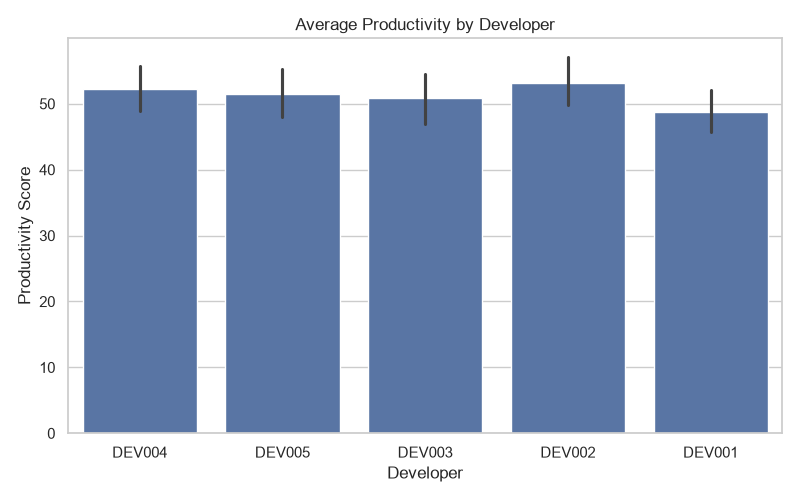 Average Productivity by Developer
Productivity Score
50
40
30
20
10
0
DEV004
DEV005
DEV003
DEV002
DEV001
Developer